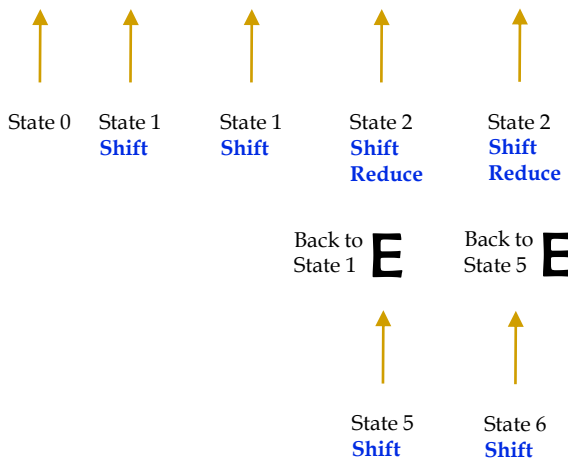 State 0 State 1 State 1 State 2 State 2
Shift Shift Shift Shift
Reduce Reduce
Back to Back to
State 1 E State 5 E
State 5 State 6
Shift Shift